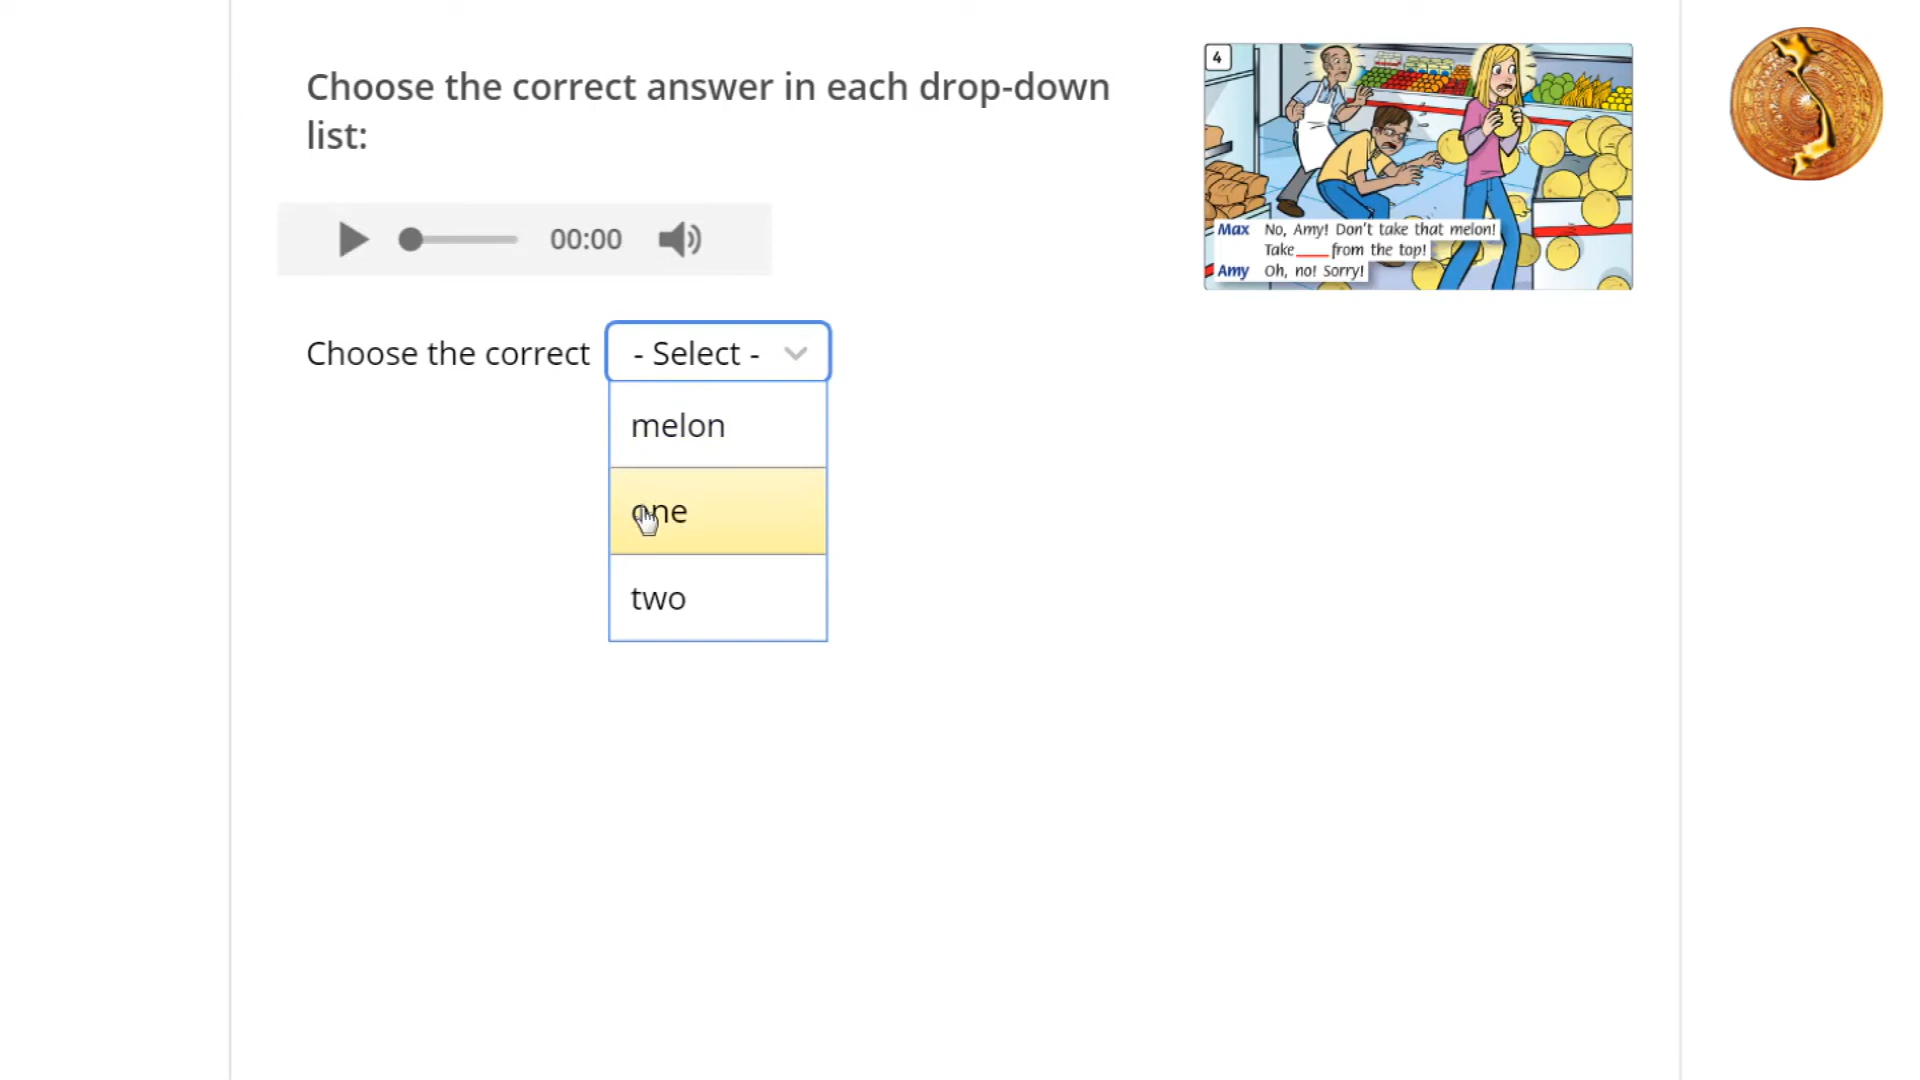 Choose the correct answer in each drop-down
list:
4
Max No, Amy! Don't take that melon!
Take ____ from the top!
Amy Oh, no! Sorry!
00:00
Choose the correct - Select -
melon
one
two